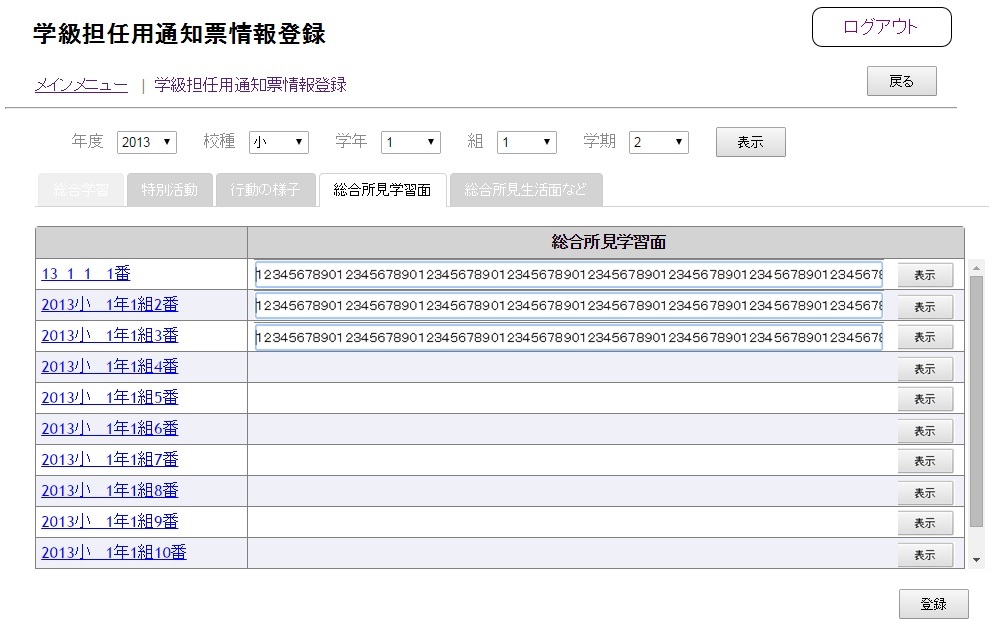 学級担任用通知票情報登録
ログアウト
メインメニュー | 学級担任用通知票情報登録
戻る
年度 2013 校種 小 学年 1 組 1 学期 2 表示
総合学習 特別活動 行動の様子 総合所見学習面 総合所見生活面など
総合所見学習面
13 1 1　1番 123456789012345678901234567890123456789012345678901234567890123456789012345678 表示
2013小　1年1組2番 123456789012345678901234567890123456789012345678901234567890123456789012345678 表示
2013小　1年1組3番 123456789012345678901234567890123456789012345678901234567890123456789012345678 表示
2013小　1年1組4番 表示
2013小　1年1組5番 表示
2013小　1年1組6番 表示
2013小　1年1組7番 表示
2013小　1年1組8番 表示
2013小　1年1組9番 表示
2013小　1年1組10番 表示
登録